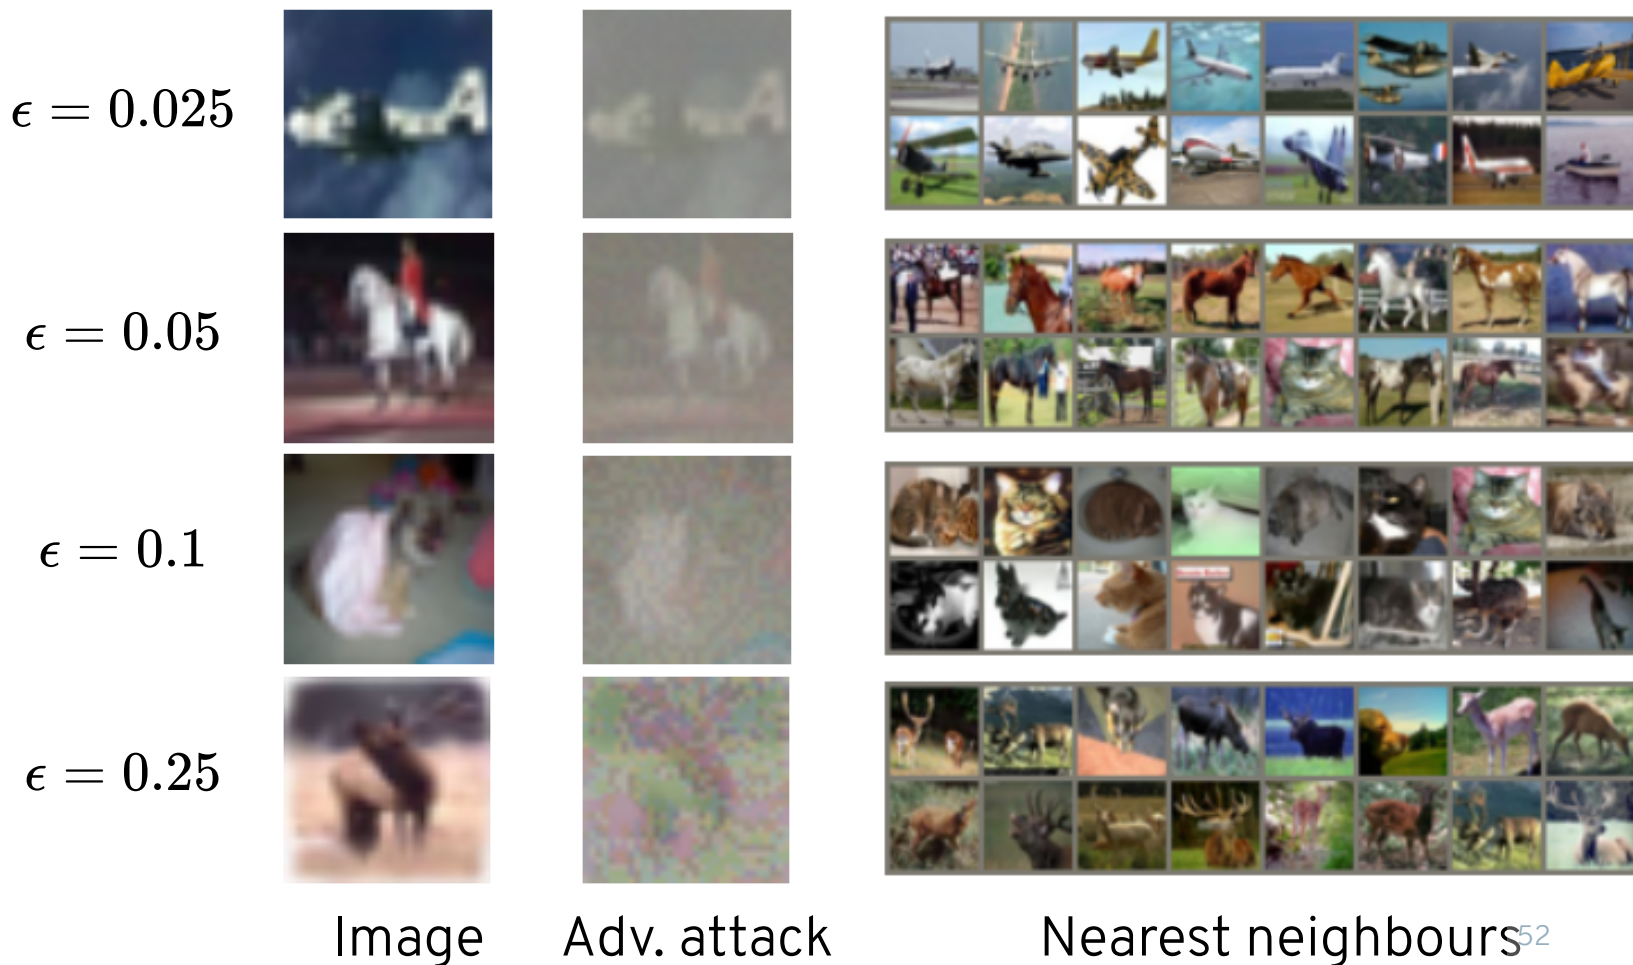 ϵ = 0.025
ϵ = 0.05
ϵ = 0.1
ϵ = 0.25
Image Adv. attack Nearest neighbours 52